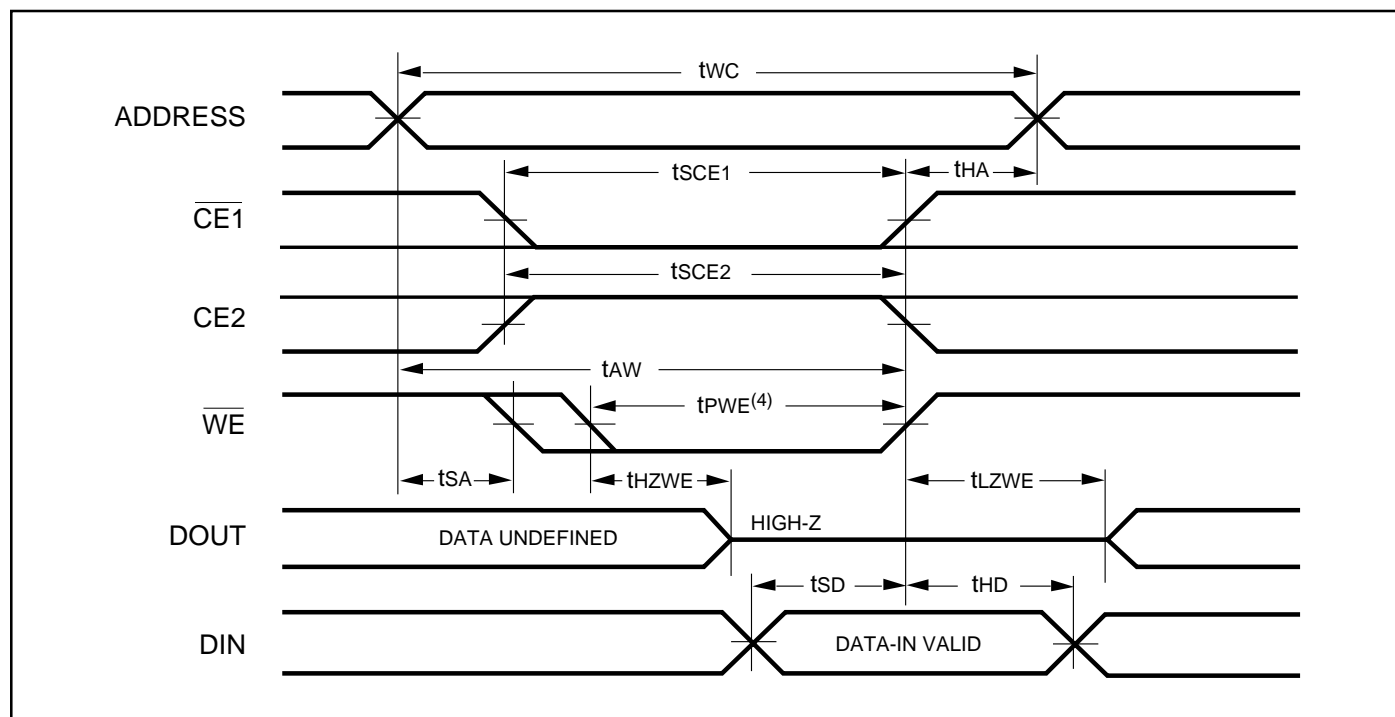 tWC
ADDRESS
tSCE1
tHA
CE1
tSCE2
CE2
tAW
WE
tPWE(4)
tSA
tHZWE
tLZWE
DOUT
DATA UNDEFINED
HIGH-Z
tSD
tHD
DIN
DATA-IN VALID